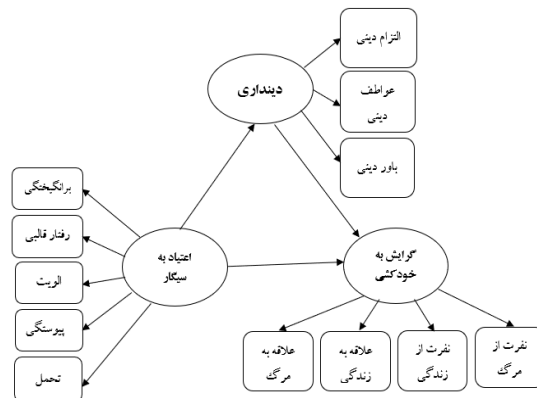 التزام دینی
دینداری
عواطف
دینی
باور دینی
برانگیختگی
رفتار قالبی
الویت
پیوستگی
تحمل
اعتیاد به
سیگار
گرایش به
خودکشی
نفرت از
مرگ
نفرت از
زندگی
علاقه به
زندگی
علاقه به
مرگ